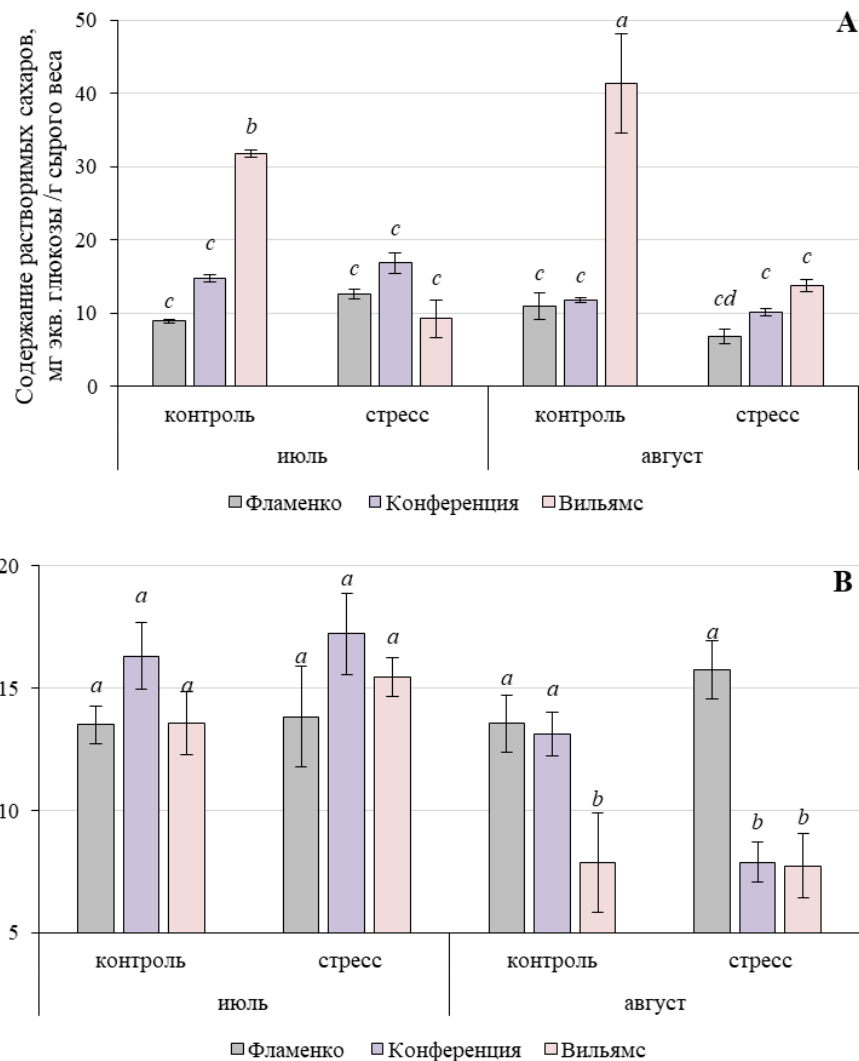 A
Содержание растворимых сахаров,
мг экв. глюкозы /г сырого веса
50
40
30
20
10
0
c
c
b
c
c
c
c
c
a
cd
c
c
контроль
стресс
контроль
стресс
июль
август
Фламенко
Конференция
Вильямс
B
20
15
10
5
a
a
a
a
a
a
a
a
b
a
b
b
контроль
стресс
контроль
стресс
июль
август
Фламенко
Конференция
Вильямс